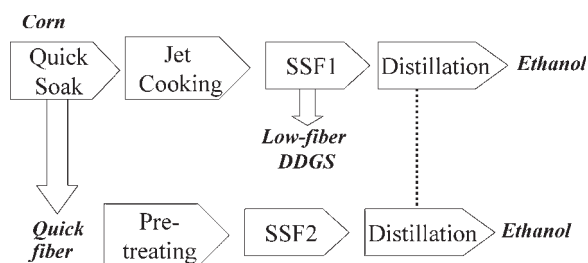 Corn
Quick
Soak
Jet
Cooking
SSF1
Distillation
Ethanol
Low-fiber
DDGS
Quick
fiber
Pre-
treating
SSF2
Distillation
Ethanol